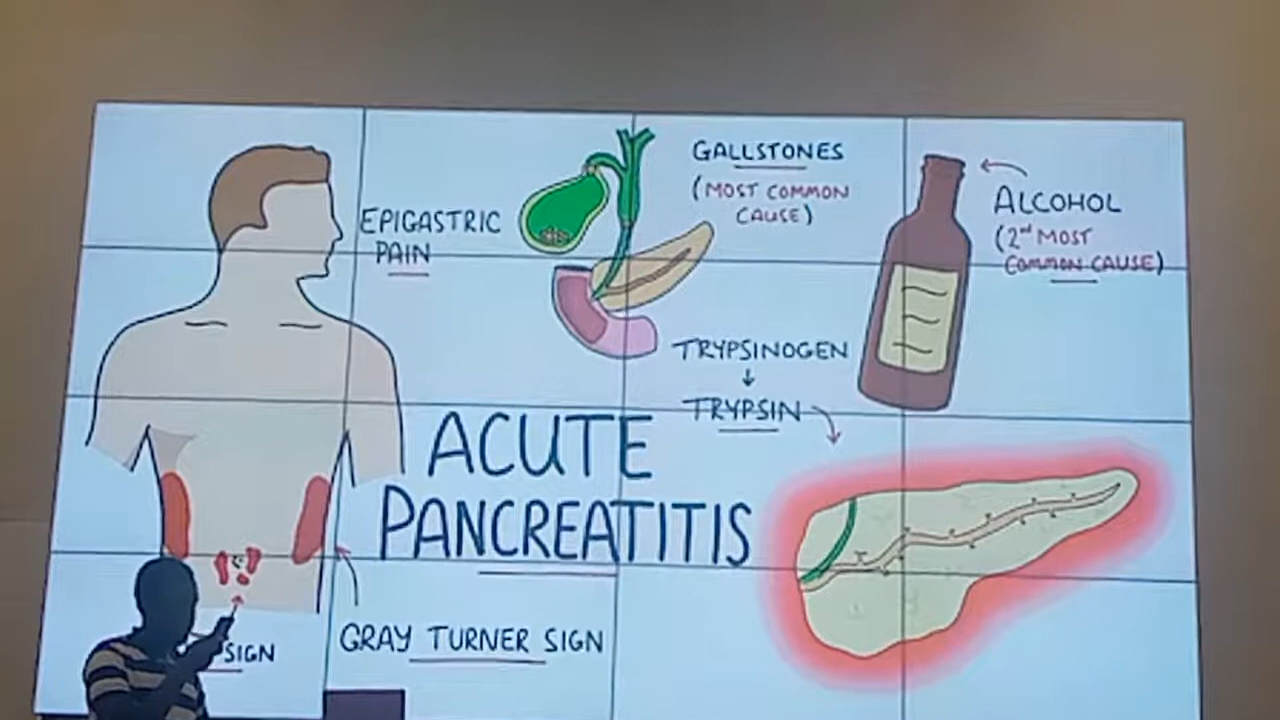 EPIGASTRIC
PAIN
GALLSTONES
(MOST COMMON
CAUSE)
ALCOHOL
(2nd MOST
COMMON CAUSE)
TRYPSINOGEN
TRYPSIN
ACUTE
PANCREATITIS
SIGN
GRAY TURNER SIGN